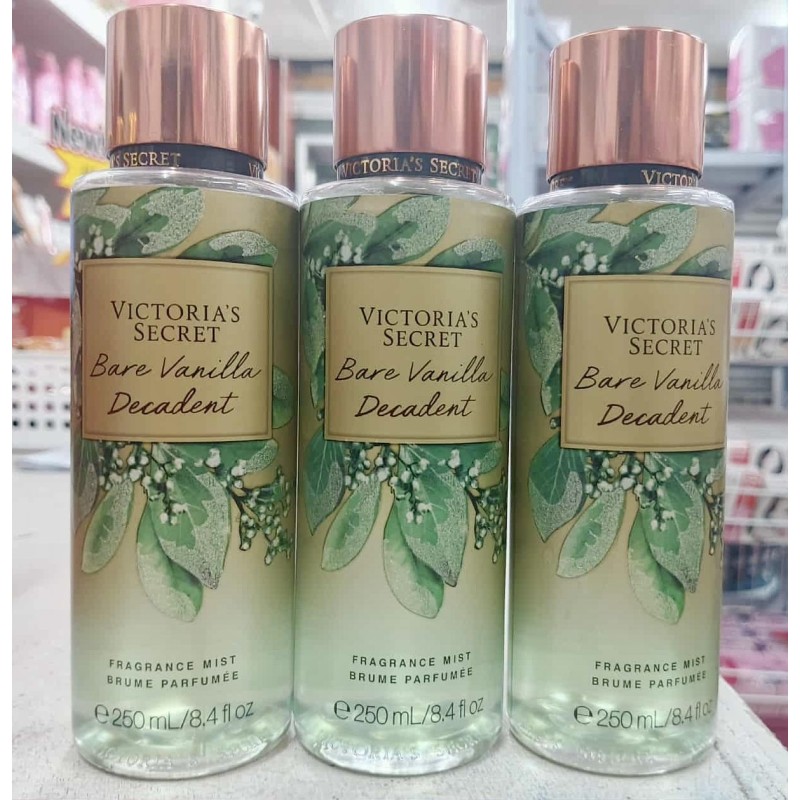 New
'S SECRET
VICTORIA'S SECRET
Bare Vanilla
Decadent
FRAGRANCE MIST
BRUME PARFUMÉE
℮250 mL/8.4 fl oz
VICTORIA'S SECRET
VICTORIA'S SECRET
Bare Vanilla
Decadent
FRAGRANCE MIST
BRUME PARFUMÉE
℮250 mL/8.4 fl oz
VICTORIA'S SECRET
VICTOR
VICTORIA'S
SECRET
Bare Vanilla
Decadent
FRAGRANCE MIST
BRUME PARFUMÉE
℮250 mL/8.4 fl oz